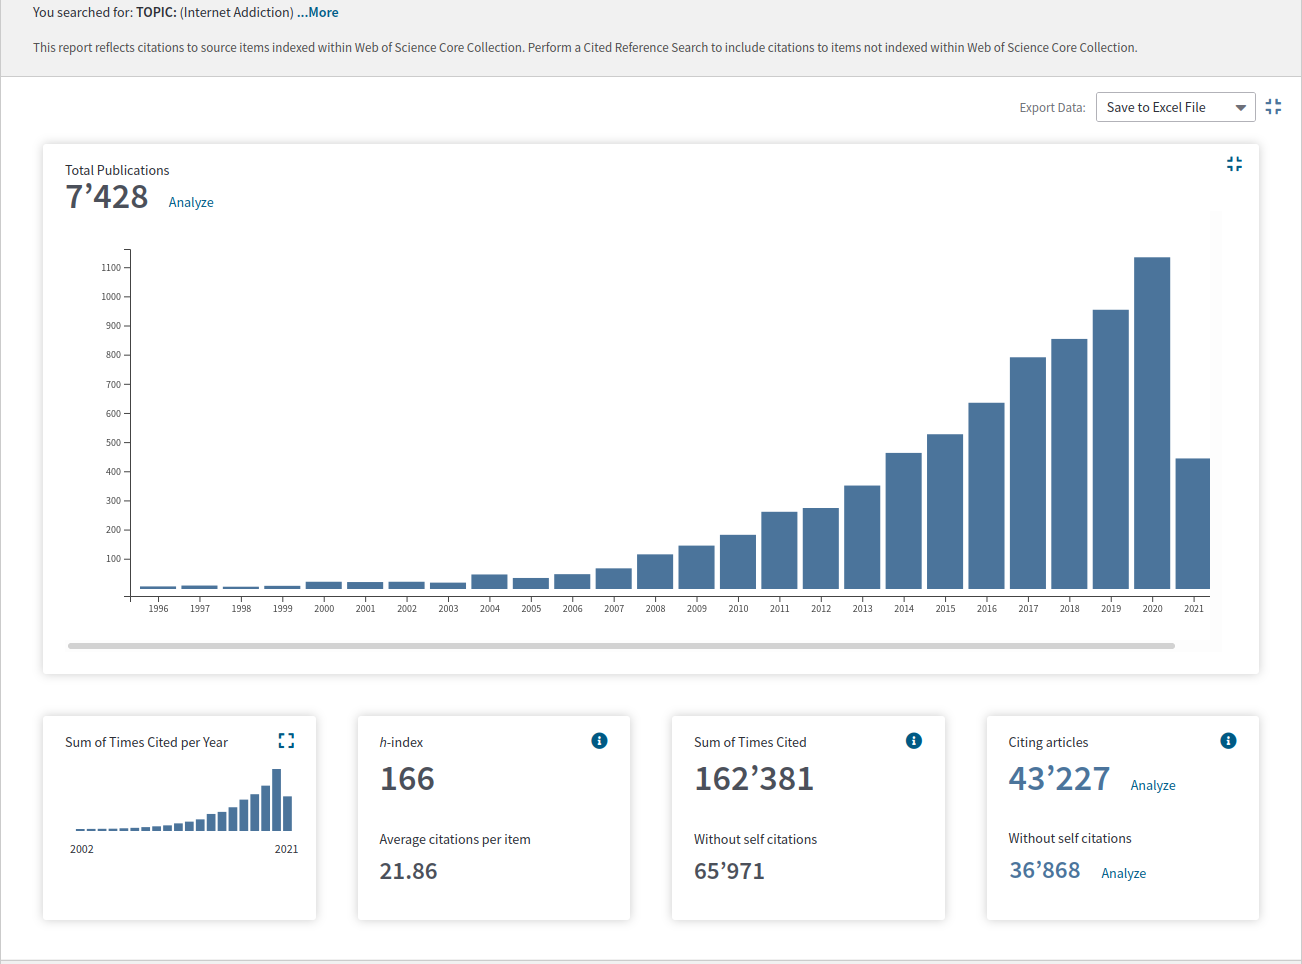 You searched for: TOPIC: (Internet Addiction) ...More
This report reflects citations to source items indexed within Web of Science Core Collection. Perform a Cited Reference Search to include citations to items not indexed within Web of Science Core Collection.
Export Data: Save to Excel File
Total Publications
7’428 Analyze
1100
1000
900
800
700
600
500
400
300
200
100
1996 1997 1998 1999 2000 2001 2002 2003 2004 2005 2006 2007 2008 2009 2010 2011 2012 2013 2014 2015 2016 2017 2018 2019 2020 2021
Sum of Times Cited per Year
2002 2021
h-index
166
Average citations per item
21.86
Sum of Times Cited
162’381
Without self citations
65’971
Citing articles
43’227 Analyze
Without self citations
36’868 Analyze